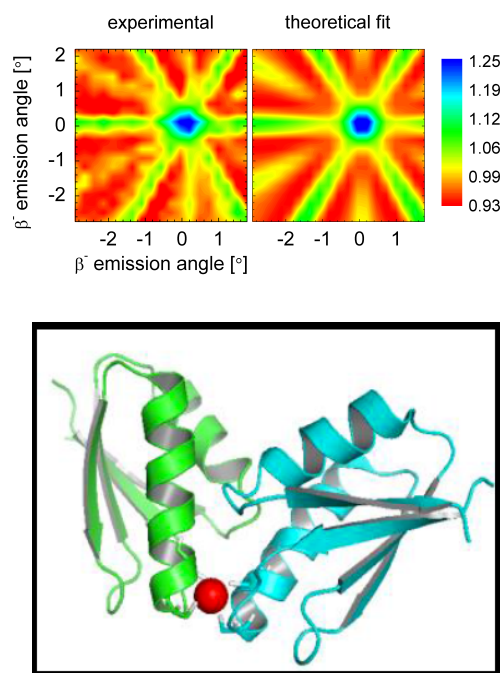 experimental theoretical fit
β⁻ emission angle [°]
2
1
0
-1
-2
-2 -1 0 1 -2 -1 0 1
β⁻ emission angle [°]
1.25
1.19
1.12
1.06
0.99
0.93